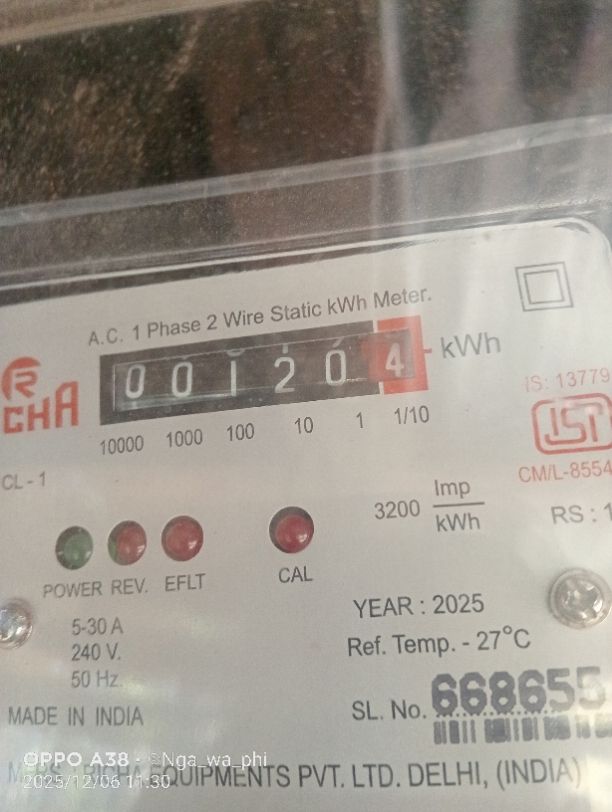 A.C. 1 Phase 2 Wire Static kWh Meter.
R
CHA
0 0 1 2 0 4 kWh
10000 1000 100 10 1 1/10
IS: 13779
ISI
CM/L-8554
CL - 1
3200 Imp
kWh
RS : 1
POWER REV. EFLT CAL
5-30 A
240 V.
50 Hz.
YEAR : 2025
Ref. Temp. - 27°C
MADE IN INDIA
SL. No. 668655
EQUIPMENTS PVT. LTD. DELHI, (INDIA)
OPPO A38 · @Nga_wa_phi
2025/12/06 11:30